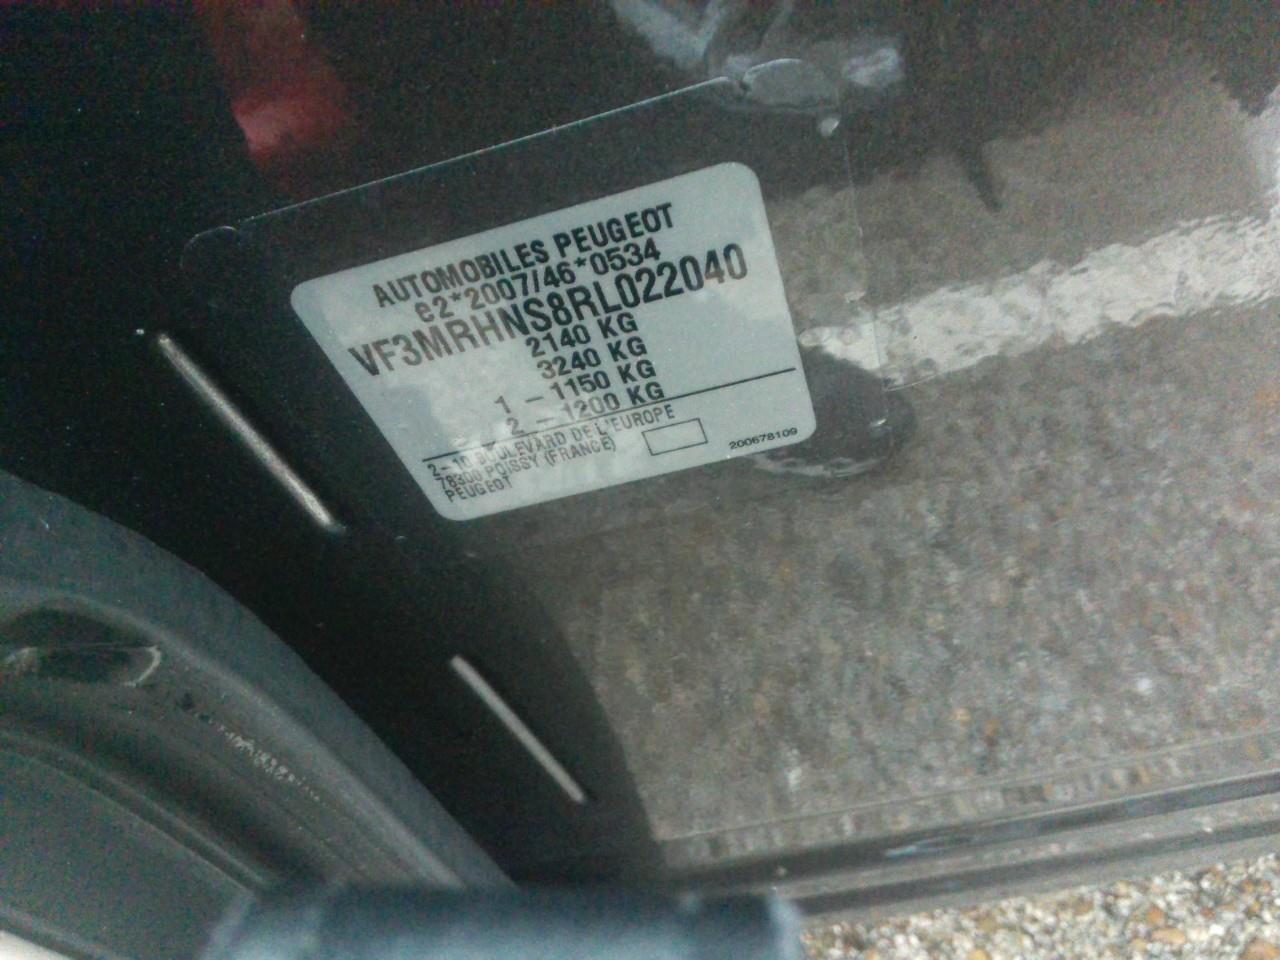 AUTOMOBILES PEUGEOT
e2*2007/46*0534
VF3MRHNS8RL022040
2140 KG
3240 KG
1 - 1150 KG
2 - 1200 KG
2-10 BOULEVARD DE L'EUROPE
78300 POISSY (FRANCE)
PEUGEOT
200678109